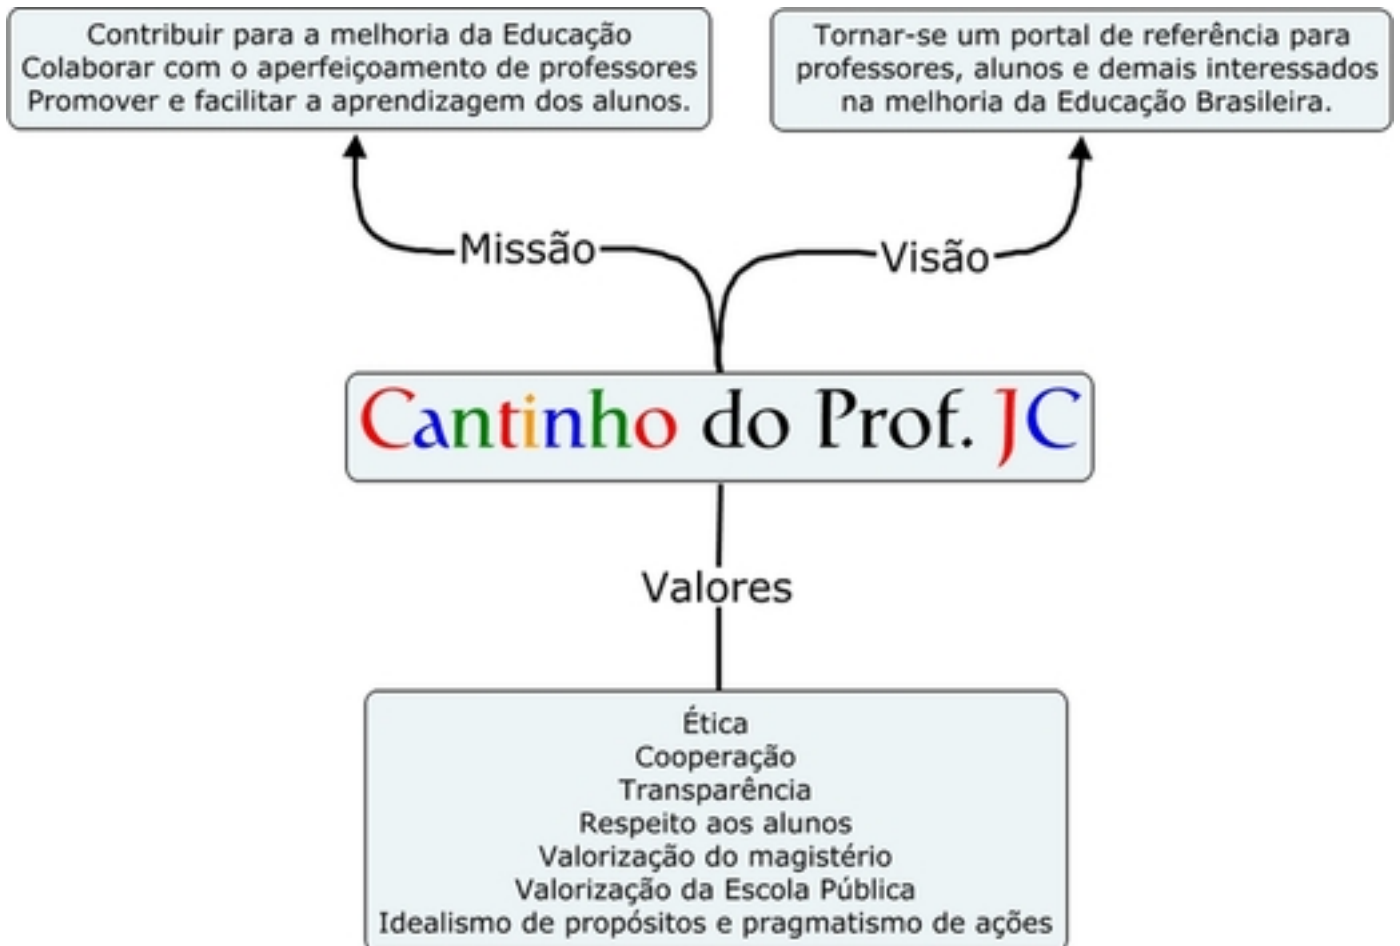 Contribuir para a melhoria da Educação
Colaborar com o aperfeiçoamento de professores
Promover e facilitar a aprendizagem dos alunos.
Tornar-se um portal de referência para
professores, alunos e demais interessados
na melhoria da Educação Brasileira.
Missão
Visão
Cantinho do Prof. JC
Valores
Ética
Cooperação
Transparência
Respeito aos alunos
Valorização do magistério
Valorização da Escola Pública
Idealismo de propósitos e pragmatismo de ações